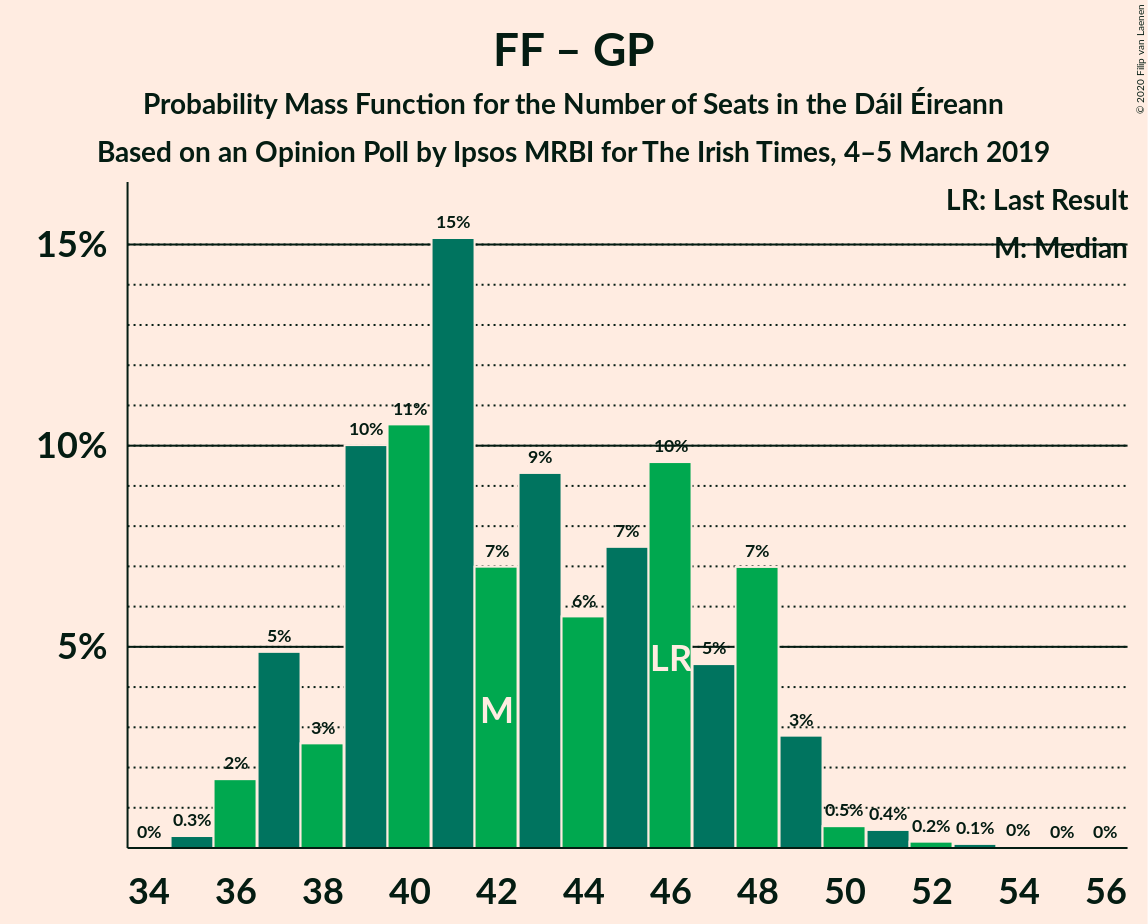 © 2020 Filip van Laenen
FF – GP
Probability Mass Function for the Number of Seats in the Dáil Éireann
Based on an Opinion Poll by Ipsos MRBI for The Irish Times, 4–5 March 2019
LR: Last Result
M: Median
15%
10%
5%
0% 0.3% 2% 5% 3% 10% 11% 15% 7% 9% 6% 7% 10% 5% 7% 3% 0.5% 0.4% 0.2% 0.1% 0% 0% 0%
M
LR
34 36 38 40 42 44 46 48 50 52 54 56